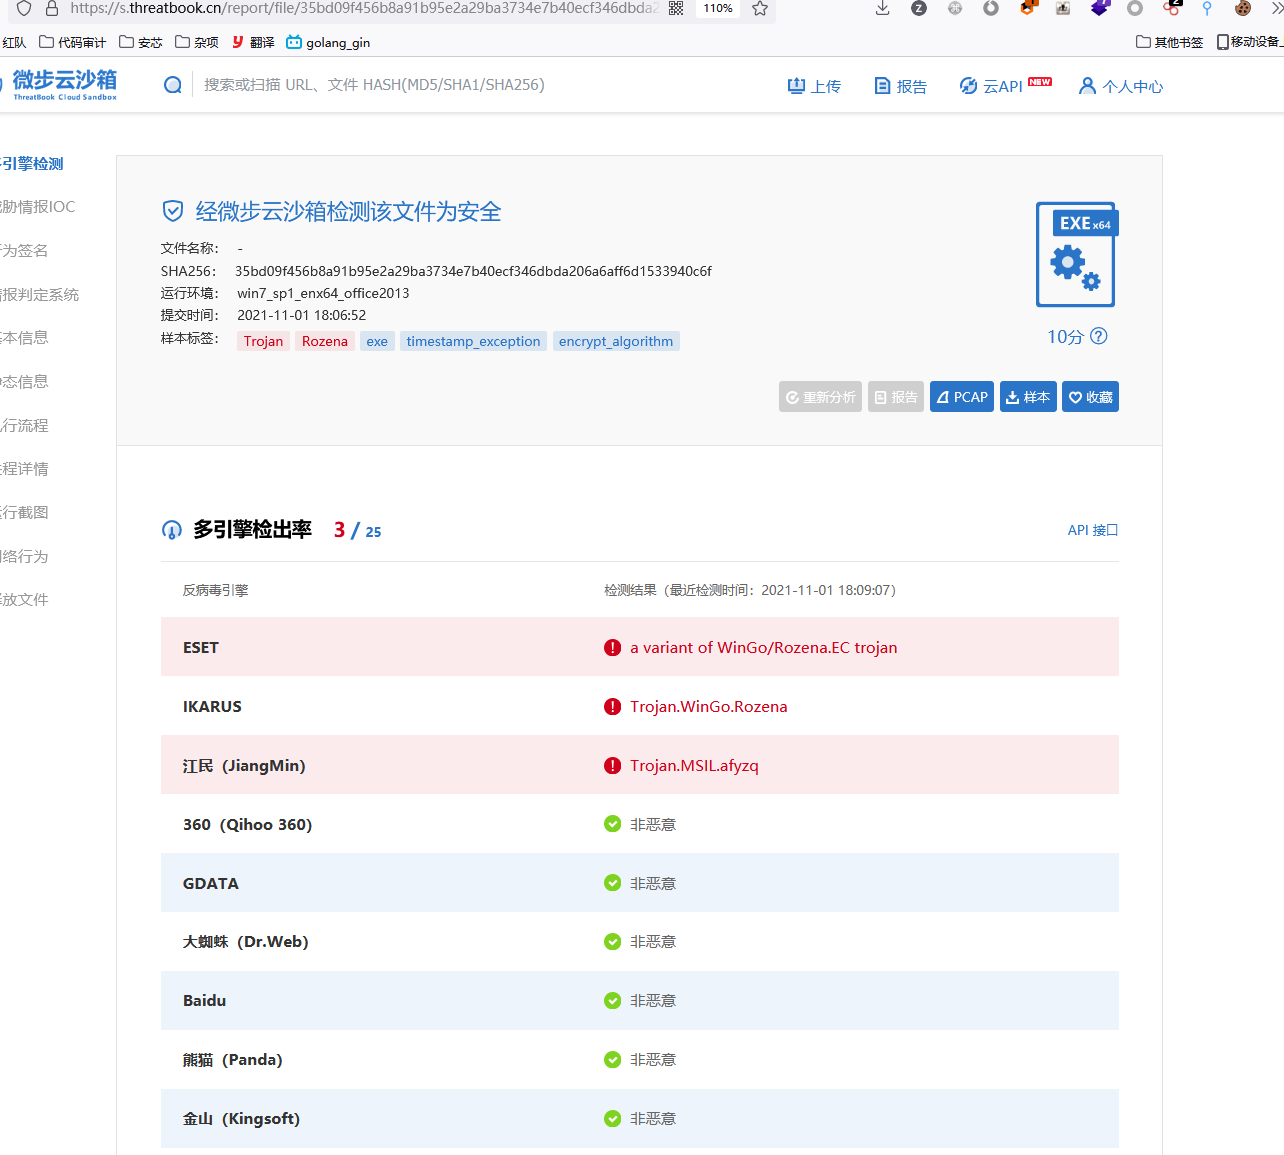 https://s.threatbook.cn/report/file/35bd09f456b8a91b95e2a29ba3734e7b40ecf346dbda2
110%
红队 代码审计 安芯 杂项 翻译 golang_gin 其他书签 移动设备
微步云沙箱
ThreatBook Cloud Sandbox
搜索或扫描 URL、文件 HASH(MD5/SHA1/SHA256)
上传 报告 云API NEW 个人中心
引擎检测
胁情报IOC
为签名
报判定系统
本信息
态信息
行流程
程详情
行截图
络行为
放文件
经微步云沙箱检测该文件为安全
文件名称： -
SHA256： 35bd09f456b8a91b95e2a29ba3734e7b40ecf346dbda206a6aff6d1533940c6f
运行环境： win7_sp1_enx64_office2013
提交时间： 2021-11-01 18:06:52
样本标签： Trojan Rozena exe timestamp_exception encrypt_algorithm
EXE x64
10分
重新分析 报告 PCAP 样本 收藏
多引擎检出率 3 / 25
API 接口
反病毒引擎 检测结果（最近检测时间：2021-11-01 18:09:07）
ESET a variant of WinGo/Rozena.EC trojan
IKARUS Trojan.WinGo.Rozena
江民（JiangMin） Trojan.MSIL.afyzq
360（Qihoo 360） 非恶意
GDATA 非恶意
大蜘蛛（Dr.Web） 非恶意
Baidu 非恶意
熊猫（Panda） 非恶意
金山（Kingsoft） 非恶意